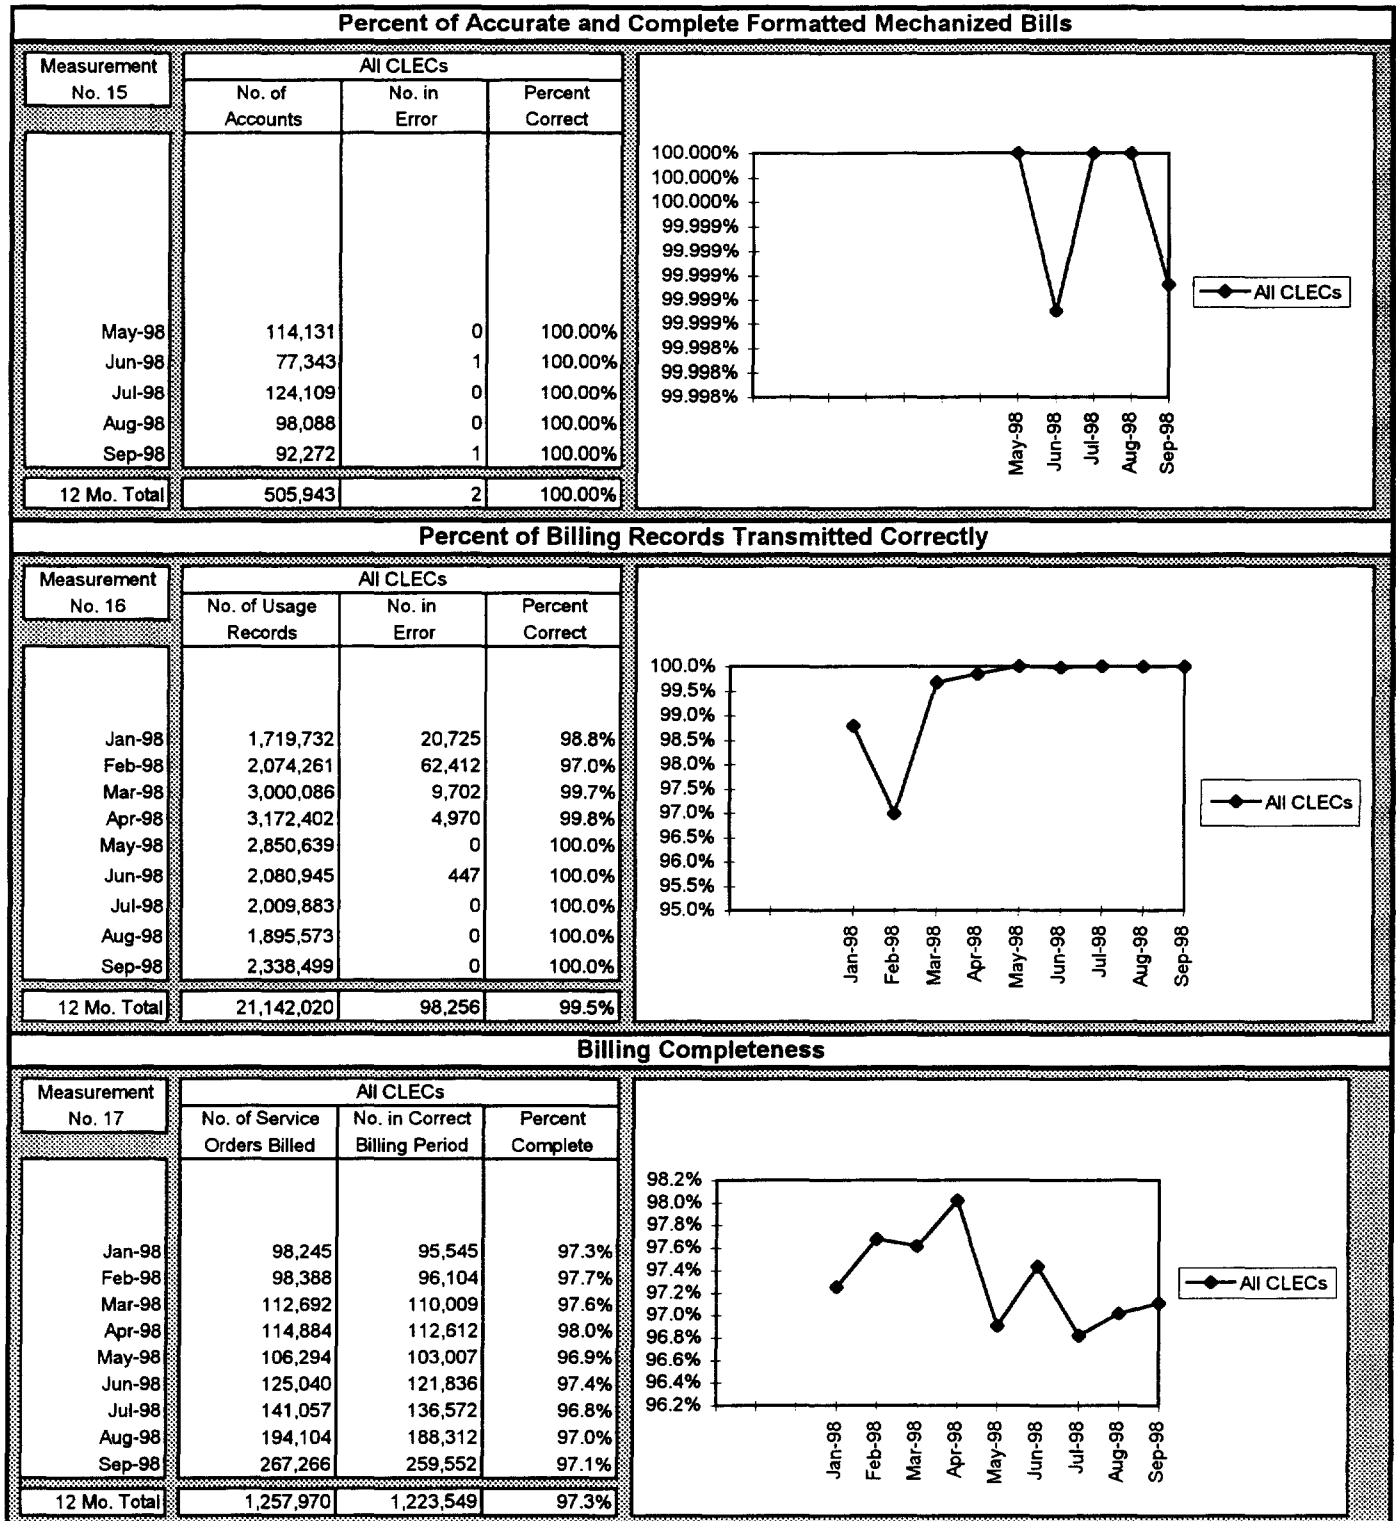 Percent of Accurate and Complete Formatted Mechanized Bills
Measurement All CLECs
No. 15 No. of No. in Percent
Accounts Error Correct
May-98 114,131 0 100.00%
Jun-98 77,343 1 100.00%
Jul-98 124,109 0 100.00%
Aug-98 98,088 0 100.00%
Sep-98 92,272 1 100.00%
12 Mo. Total 505,943 2 100.00%
100.000%
100.000%
100.000%
99.999%
99.999%
99.999%
99.999%
99.999%
99.998%
99.998%
99.998%
May-98 Jun-98 Jul-98 Aug-98 Sep-98
All CLECs
Percent of Billing Records Transmitted Correctly
Measurement All CLECs
No. 16 No. of Usage No. in Percent
Records Error Correct
Jan-98 1,719,732 20,725 98.8%
Feb-98 2,074,261 62,412 97.0%
Mar-98 3,000,086 9,702 99.7%
Apr-98 3,172,402 4,970 99.8%
May-98 2,850,639 0 100.0%
Jun-98 2,080,945 447 100.0%
Jul-98 2,009,883 0 100.0%
Aug-98 1,895,573 0 100.0%
Sep-98 2,338,499 0 100.0%
12 Mo. Total 21,142,020 98,256 99.5%
100.0%
99.5%
99.0%
98.5%
98.0%
97.5%
97.0%
96.5%
96.0%
95.5%
95.0%
Jan-98 Feb-98 Mar-98 Apr-98 May-98 Jun-98 Jul-98 Aug-98 Sep-98
All CLECs
Billing Completeness
Measurement All CLECs
No. 17 No. of Service No. in Correct Percent
Orders Billed Billing Period Complete
Jan-98 98,245 95,545 97.3%
Feb-98 98,388 96,104 97.7%
Mar-98 112,692 110,009 97.6%
Apr-98 114,884 112,612 98.0%
May-98 106,294 103,007 96.9%
Jun-98 125,040 121,836 97.4%
Jul-98 141,057 136,572 96.8%
Aug-98 194,104 188,312 97.0%
Sep-98 267,266 259,552 97.1%
12 Mo. Total 1,257,970 1,223,549 97.3%
98.2%
98.0%
97.8%
97.6%
97.4%
97.2%
97.0%
96.8%
96.6%
96.4%
96.2%
Jan-98 Feb-98 Mar-98 Apr-98 May-98 Jun-98 Jul-98 Aug-98 Sep-98
All CLECs